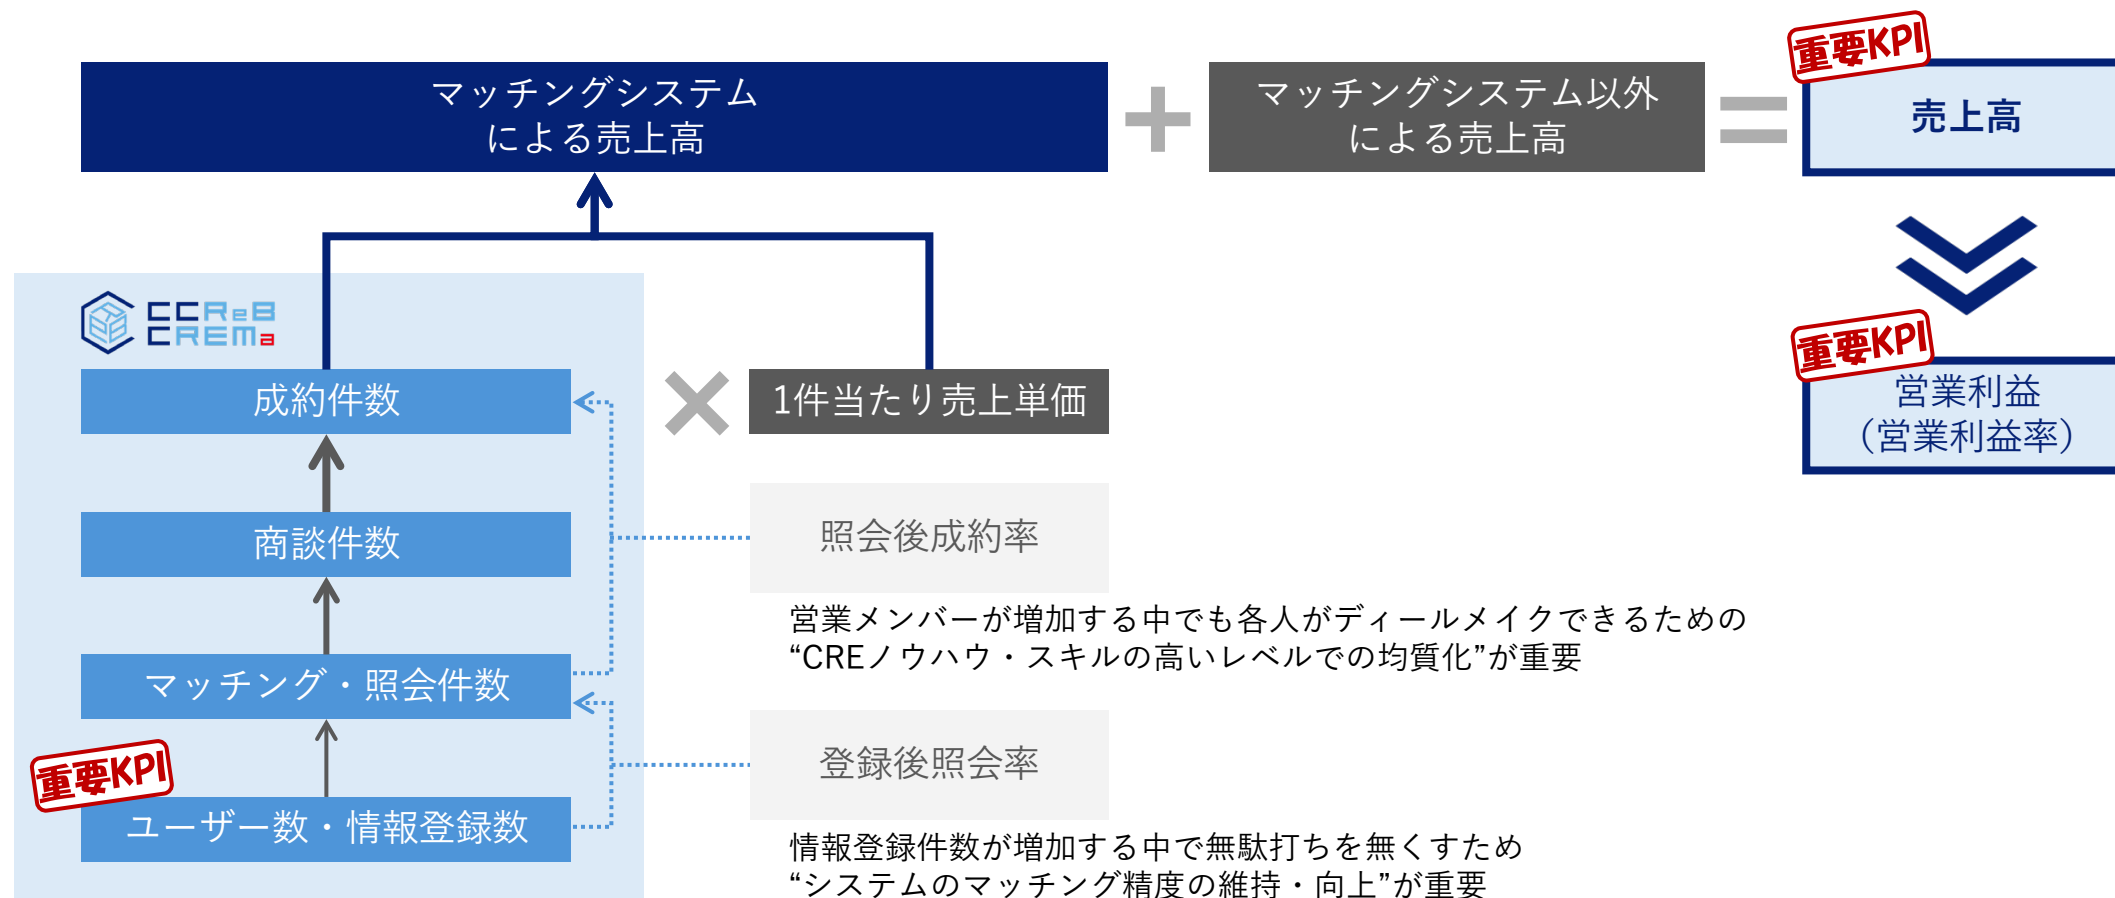 マッチングシステム
による売上高
マッチングシステム以外
による売上高
重要KPI
売上高
CCReB
CREMa
重要KPI
営業利益
（営業利益率）
成約件数
1件当たり売上単価
商談件数
照会後成約率
営業メンバーが増加する中でも各人がディールメイクできるための
“CREノウハウ・スキルの高いレベルでの均質化”が重要
マッチング・照会件数
登録後照会率
重要KPI
ユーザー数・情報登録数
情報登録件数が増加する中で無駄打ちを無くすため
“システムのマッチング精度の維持・向上”が重要